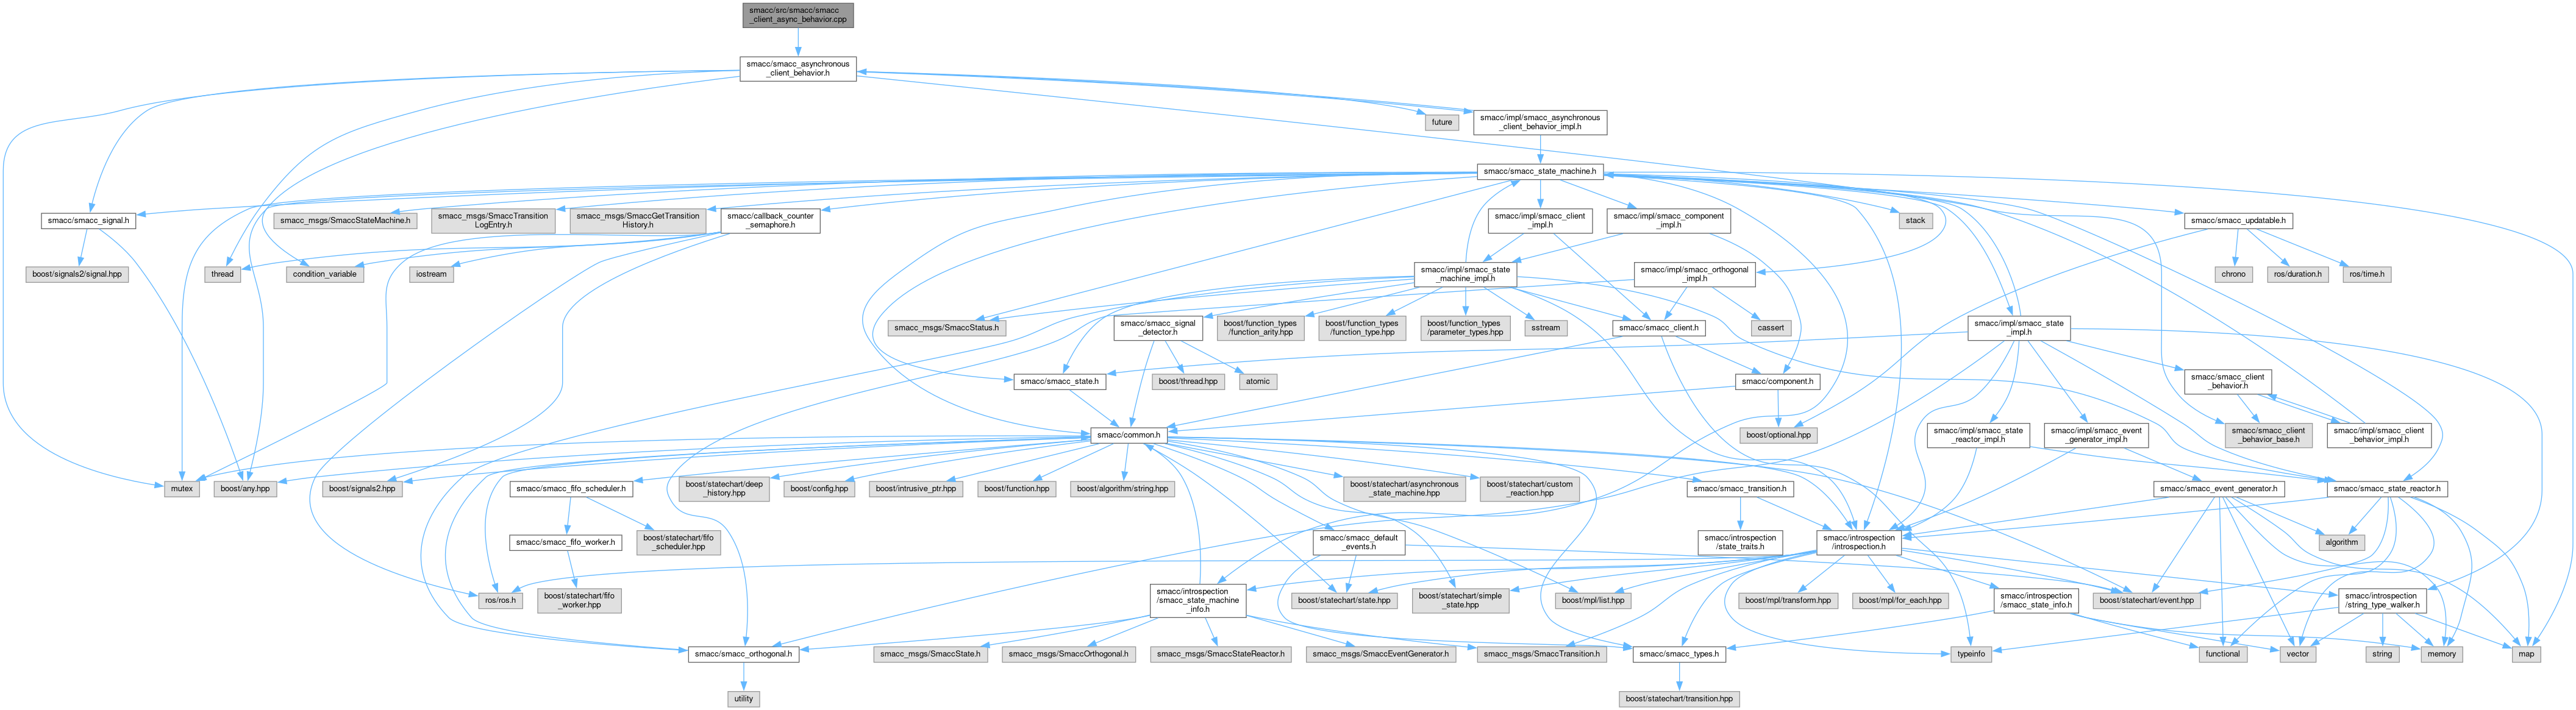 smacc/src/smacc/smacc
_client_async_behavior.cpp
smacc/smacc_asynchronous
_client_behavior.h
future
smacc/impl/smacc_asynchronous
_client_behavior_impl.h
smacc/smacc_state_machine.h
smacc/smacc_signal.h
smacc_msgs/SmaccStateMachine.h
smacc_msgs/SmaccTransition
LogEntry.h
smacc_msgs/SmaccGetTransition
History.h
smacc/callback_counter
_semaphore.h
smacc/impl/smacc_client
_impl.h
smacc/impl/smacc_component
_impl.h
stack
smacc/smacc_updatable.h
boost/signals2/signal.hpp
thread
condition_variable
iostream
smacc/impl/smacc_state
_machine_impl.h
smacc/impl/smacc_orthogonal
_impl.h
chrono
ros/duration.h
ros/time.h
smacc_msgs/SmaccStatus.h
smacc/smacc_signal
_detector.h
boost/function_types
/function_arity.hpp
boost/function_types
/function_type.hpp
boost/function_types
/parameter_types.hpp
sstream
smacc/smacc_client.h
cassert
smacc/impl/smacc_state
_impl.h
smacc/smacc_state.h
boost/thread.hpp
atomic
smacc/component.h
smacc/smacc_client
_behavior.h
smacc/common.h
boost/optional.hpp
smacc/impl/smacc_state
_reactor_impl.h
smacc/impl/smacc_event
_generator_impl.h
smacc/smacc_client
_behavior_base.h
smacc/impl/smacc_client
_behavior_impl.h
mutex
boost/any.hpp
boost/signals2.hpp
smacc/smacc_fifo_scheduler.h
boost/statechart/deep
_history.hpp
boost/config.hpp
boost/intrusive_ptr.hpp
boost/function.hpp
boost/algorithm/string.hpp
boost/statechart/asynchronous
_state_machine.hpp
boost/statechart/custom
_reaction.hpp
smacc/smacc_transition.h
smacc/smacc_event_generator.h
smacc/smacc_state_reactor.h
smacc/smacc_fifo_worker.h
boost/statechart/fifo
_scheduler.hpp
smacc/smacc_default
_events.h
smacc/introspection
/state_traits.h
smacc/introspection
/introspection.h
algorithm
ros/ros.h
boost/statechart/fifo
_worker.hpp
smacc/introspection
/smacc_state_machine
_info.h
boost/statechart/state.hpp
boost/statechart/simple
_state.hpp
boost/mpl/list.hpp
boost/mpl/transform.hpp
boost/mpl/for_each.hpp
smacc/introspection
/smacc_state_info.h
boost/statechart/event.hpp
smacc/introspection
/string_type_walker.h
smacc/smacc_orthogonal.h
smacc_msgs/SmaccState.h
smacc_msgs/SmaccOrthogonal.h
smacc_msgs/SmaccStateReactor.h
smacc_msgs/SmaccEventGenerator.h
smacc_msgs/SmaccTransition.h
smacc/smacc_types.h
typeinfo
functional
vector
string
memory
map
utility
boost/statechart/transition.hpp